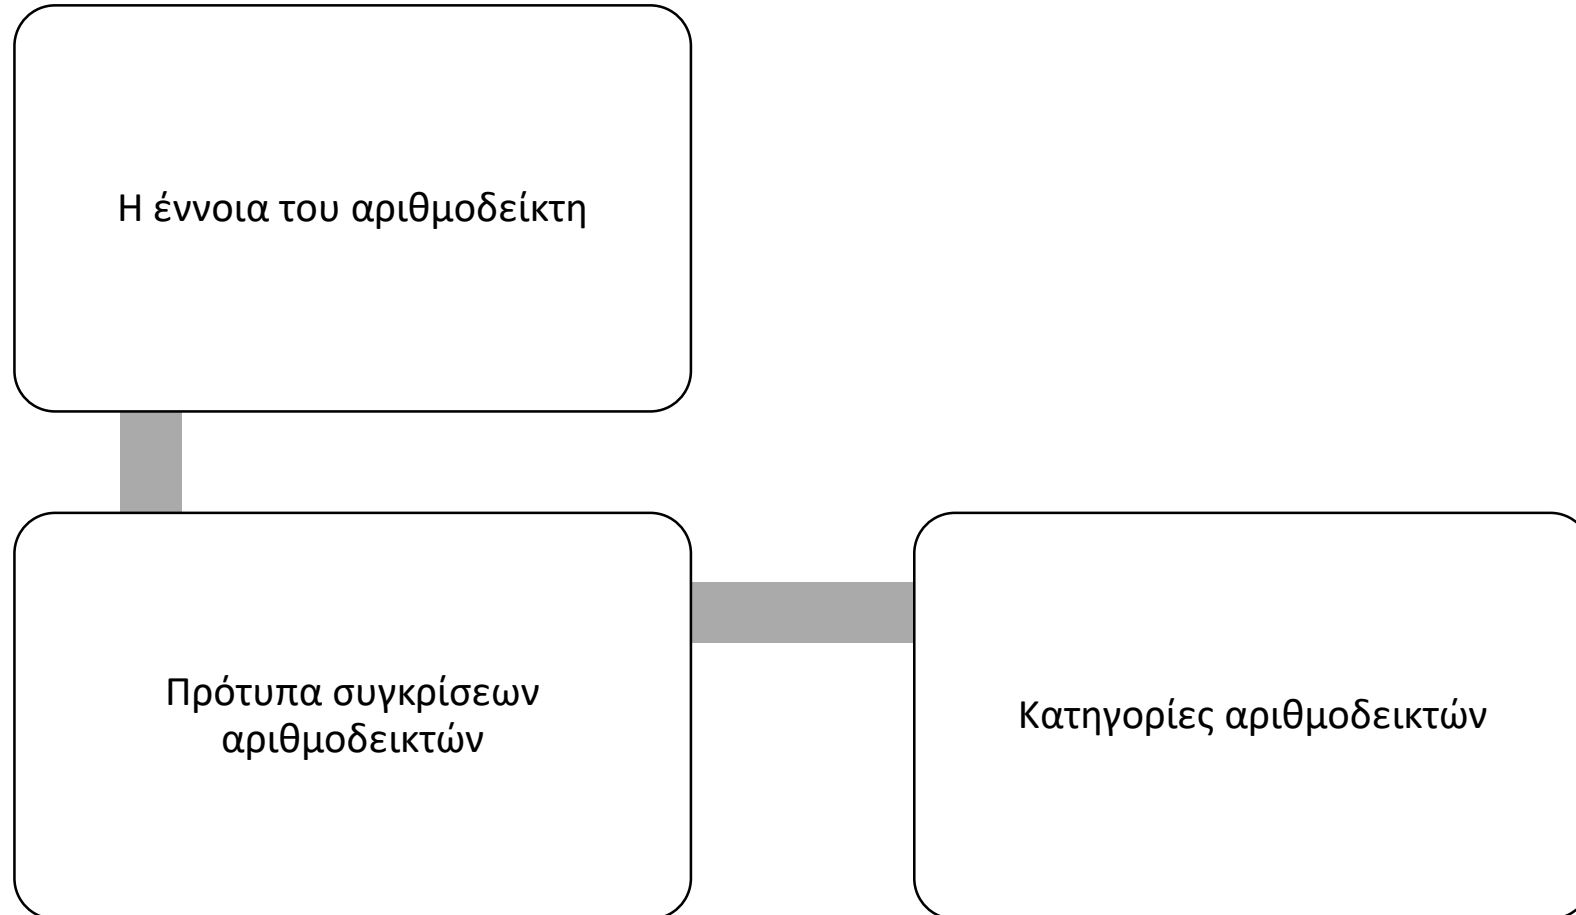 Η έννοια του αριθμοδείκτη
Πρότυπα συγκρίσεων
αριθμοδεικτών
Κατηγορίες αριθμοδεικτών